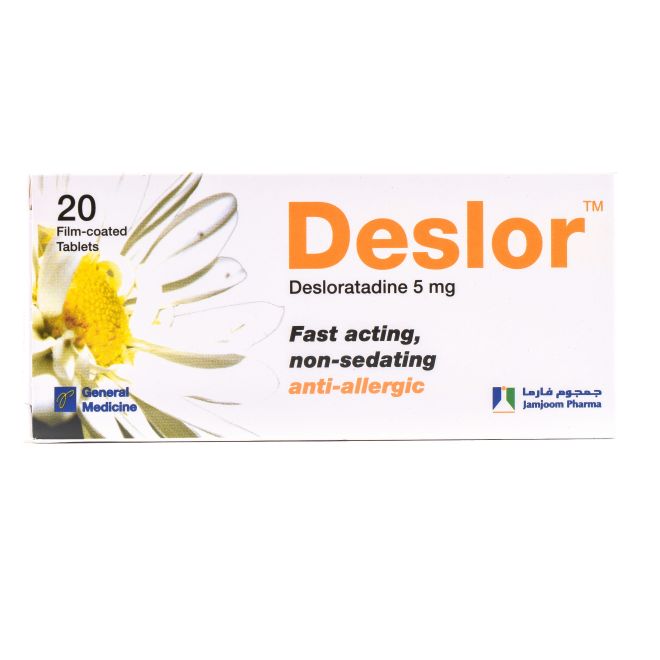 20
Film-coated
Tablets
Deslor™
Desloratadine 5 mg
Fast acting,
non-sedating
anti-allergic
General
Medicine
جمجوم فارما
Jamjoom Pharma